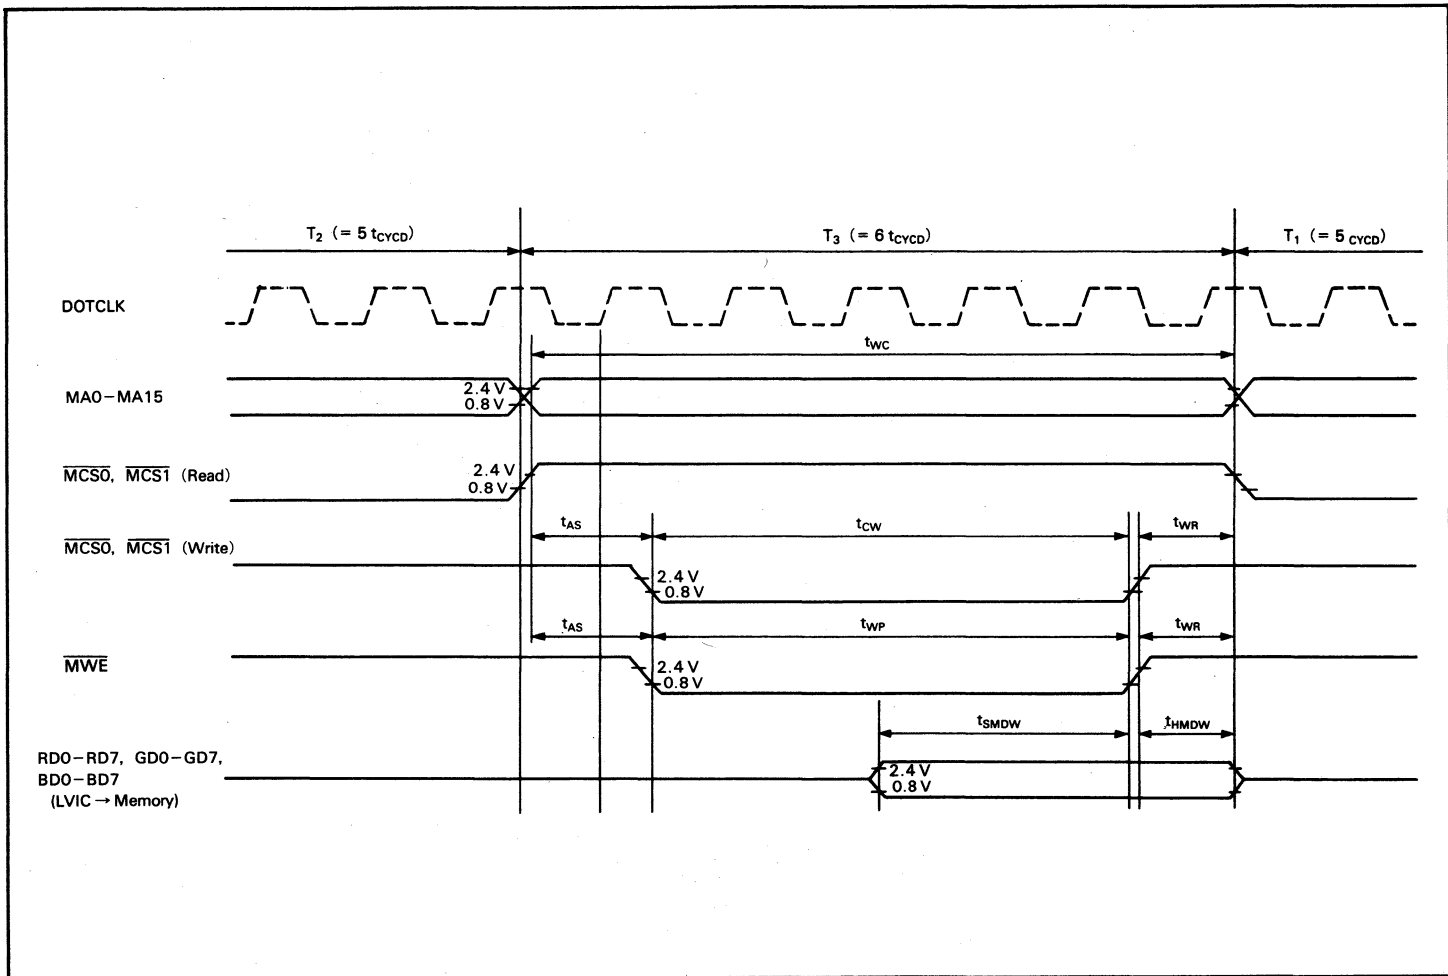 T2 (= 5 tCYCD) T3 (= 6 tCYCD) T1 (= 5 CYCD)
DOTCLK
tWC
MA0–MA15
2.4 V
0.8 V
MCS0, MCS1 (Read)
2.4 V
0.8 V
tAS tCW tWR
MCS0, MCS1 (Write)
2.4 V
0.8 V
tAS tWP tWR
MWE
2.4 V
0.8 V
tSMDW tHMDW
RD0–RD7, GD0–GD7,
BD0–BD7
(LVIC → Memory)
2.4 V
0.8 V